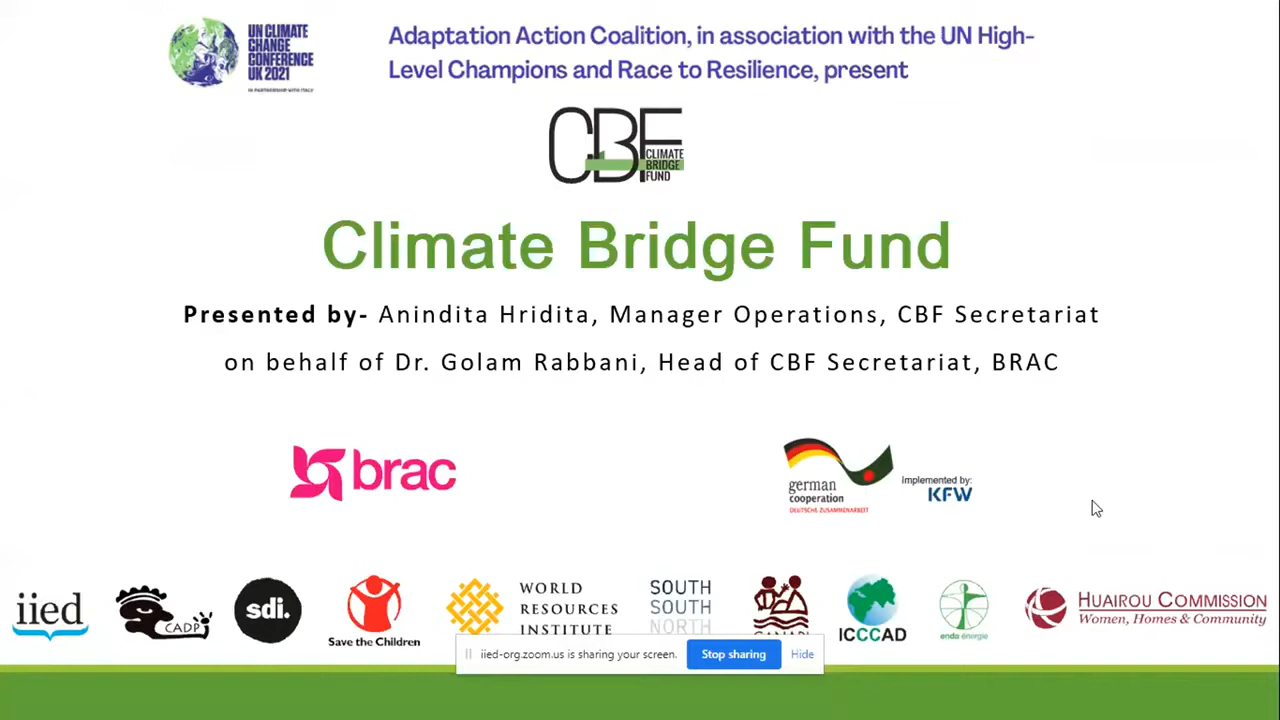 UN CLIMATE
CHANGE
CONFERENCE
UK 2021
IN PARTNERSHIP WITH ITALY
Adaptation Action Coalition, in association with the UN High-
Level Champions and Race to Resilience, present
CBF
CLIMATE
BRIDGE
FUND
Climate Bridge Fund
Presented by- Anindita Hridita, Manager Operations, CBF Secretariat
on behalf of Dr. Golam Rabbani, Head of CBF Secretariat, BRAC
brac
german
cooperation
DEUTSCHE ZUSAMMENARBEIT
Implemented by:
KFW
iied
CADP
sdi.
Save the Children
WORLD
RESOURCES
INSTITUTE
SOUTH
SOUTH
NORTH
CANARI
ICCCAD
enda énergie
HUAIROU COMMISSION
Women, Homes & Community
iied-org.zoom.us is sharing your screen.
Stop sharing
Hide